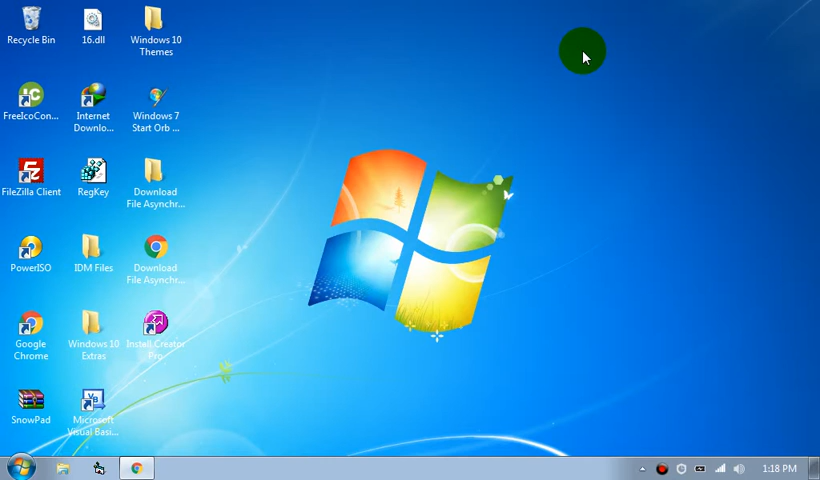 Recycle Bin
16.dll
Windows 10
Themes
FreeIcoCon...
Internet
Downlo...
Windows 7
Start Orb ...
FileZilla Client
RegKey
Download
File Asynchr...
PowerISO
IDM Files
Download
File Asynchr...
Google
Chrome
Windows 10
Extras
Install Creator
Pro
SnowPad
Microsoft
Visual Basi...
1:18 PM